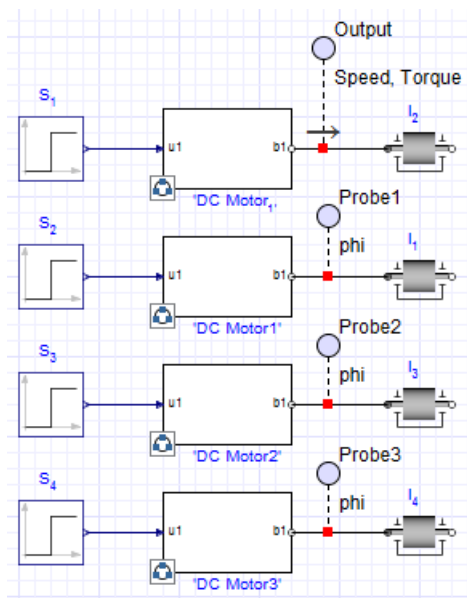 Output
Speed, Torque
S1
I2
u1
b1
'DC Motor1'
Probe1
S2
phi
I1
u1
b1
'DC Motor1'
Probe2
S3
phi
I3
u1
b1
'DC Motor2'
Probe3
S4
phi
I4
u1
b1
'DC Motor3'